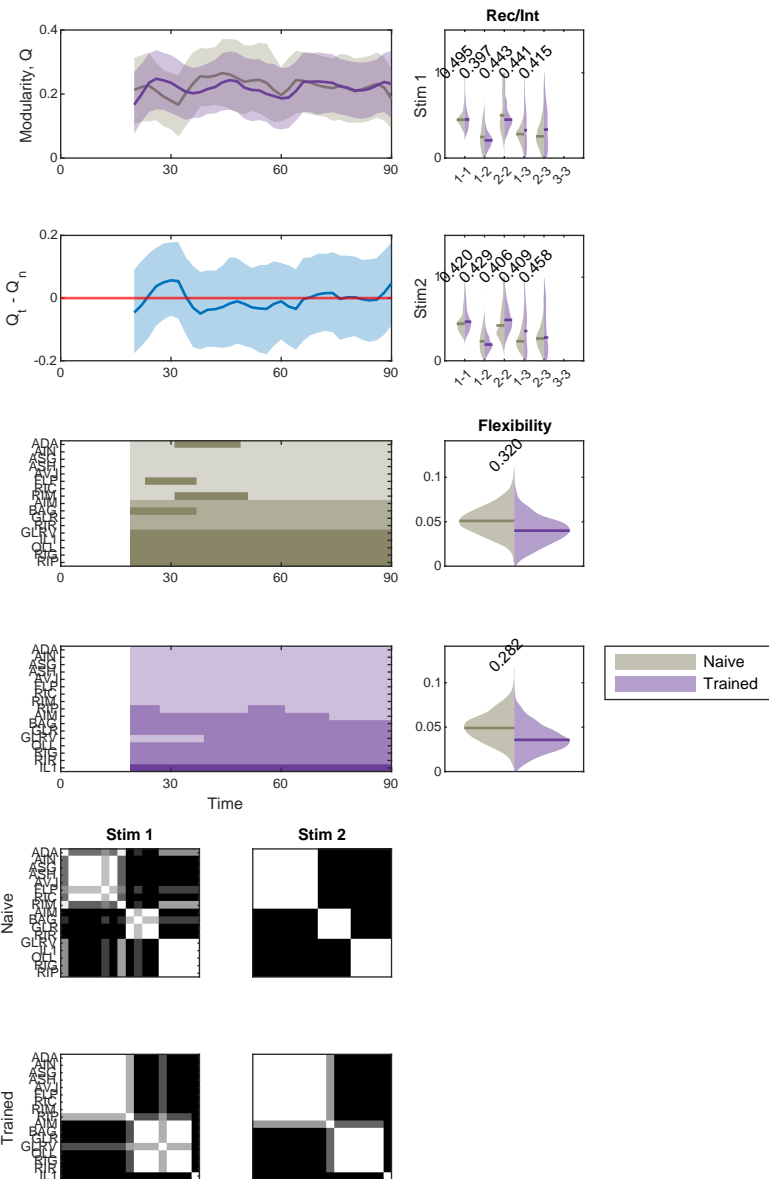 Rec/Int
Modularity, Q
0.4
0.2
0
0 30 60 90
Stim 1
1
0
0.495 0.397 0.443 0.441 0.415
1-1 1-2 2-2 1-3 2-3 3-3
Qt - Qn
0.2
0
-0.2
0 30 60 90
Stim2
1
0
0.420 0.429 0.406 0.409 0.458
1-1 1-2 2-2 1-3 2-3 3-3
ADA
AIN
ASG
ASH
AVJ
FLP
RIC
RIM
AIM
BAG
GLR
RIR
GLRV
IL1
OLL
RIG
RIP
0 30 60 90
Flexibility
0.320
0.1
0.05
0
ADA
AIN
ASG
ASH
AVJ
FLP
RIC
RIM
RIP
AIM
BAG
GLR
GLRV
OLL
RIG
RIR
IL1
0 30 60 90
Time
0.282
0.1
0.05
0
Naive
Trained
Stim 1
Stim 2
Naive
ADA
AIN
ASG
ASH
AVJ
FLP
RIC
RIM
AIM
BAG
GLR
RIR
GLRV
IL1
OLL
RIG
RIP
Trained
ADA
AIN
ASG
ASH
AVJ
FLP
RIC
RIM
RIP
AIM
BAG
GLR
GLRV
OLL
RIG
RIR
IL1